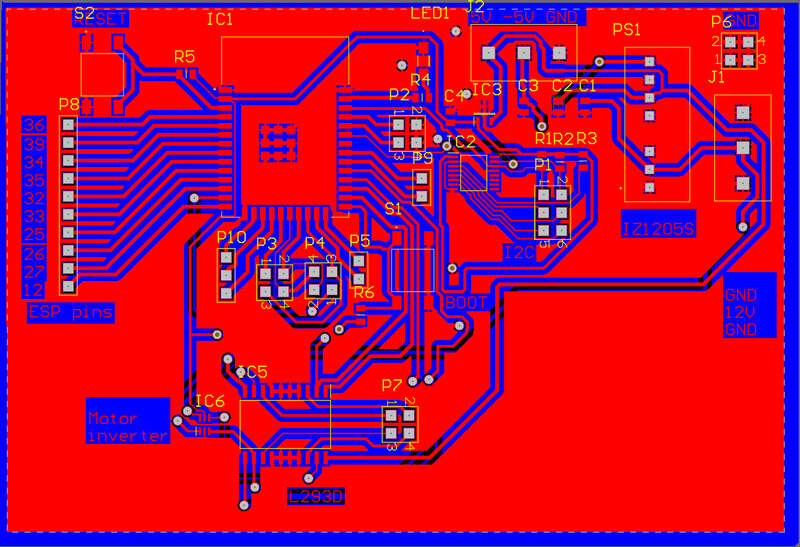 S2
RESET
IC1
LED1
J2
5V -5V GND
PS1
P6
GND
2 4
1 3
R5
R4
J1
P8
P2
C4
IC3
C3
C2
C1
1 2
3
36
39
34
35
32
33
25
26
27
12
ESP pins
P9
IC2
R1
R2
R3
P1
1 2
5 6
S1
I2C
IZ1205S
P10
P3
P4
P5
1 2
3 4
4 3
2 1
R6
BOOT
GND
12V
GND
IC5
IC6
P7
1 2
3 4
Motor
inverter
L293D